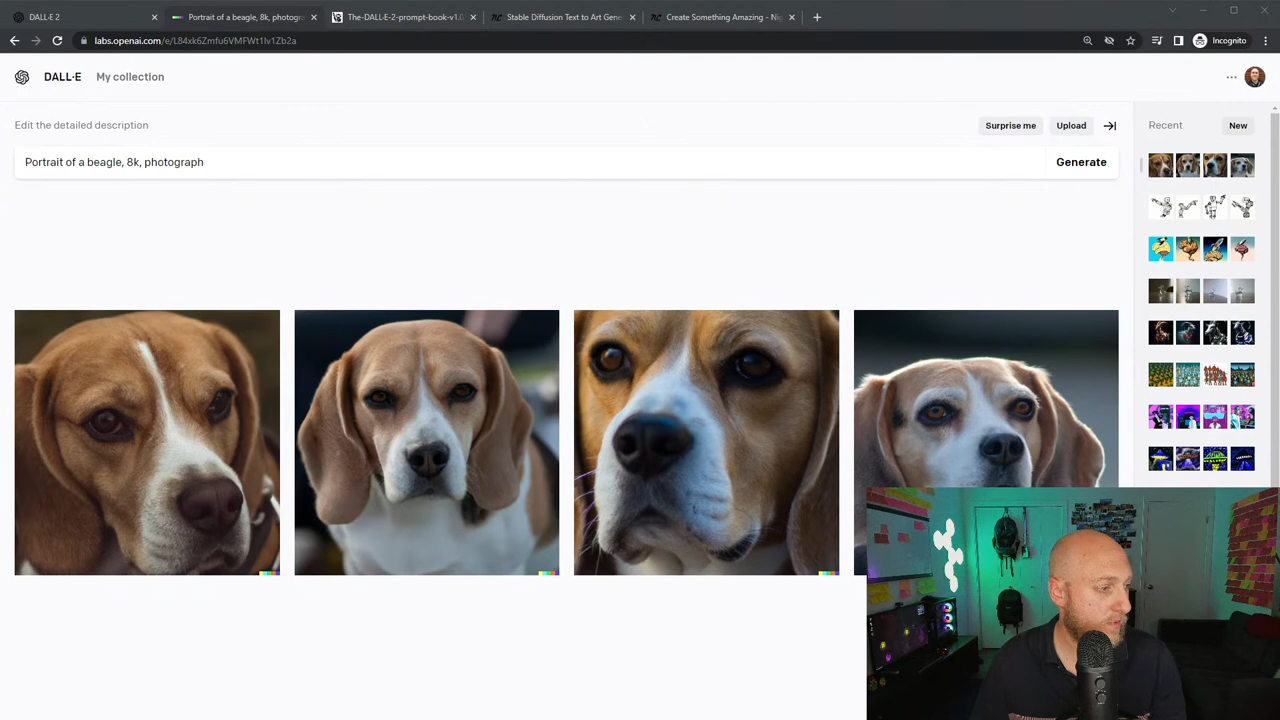 DALL·E 2
Portrait of a beagle, 8k, photogra
The-DALL·E-2-prompt-book-v1.0
Stable Diffusion Text to Art Gene
Create Something Amazing - Nig
labs.openai.com/e/L84xk6Zmfu6VMFWt1lv1Zb2a
Incognito
DALL·E
My collection
Edit the detailed description
Surprise me
Upload
Recent
New
Portrait of a beagle, 8k, photograph
Generate